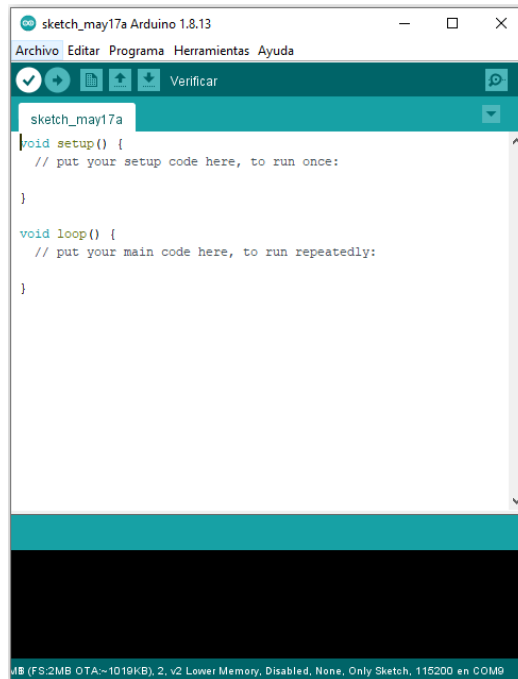 sketch_may17a Arduino 1.8.13
Archivo Editar Programa Herramientas Ayuda
Verificar
sketch_may17a
void setup() {
// put your setup code here, to run once:
}
void loop() {
// put your main code here, to run repeatedly:
}
(FS:2MB OTA:~1019KB), 2, v2 Lower Memory, Disabled, None, Only Sketch, 115200 en COM9